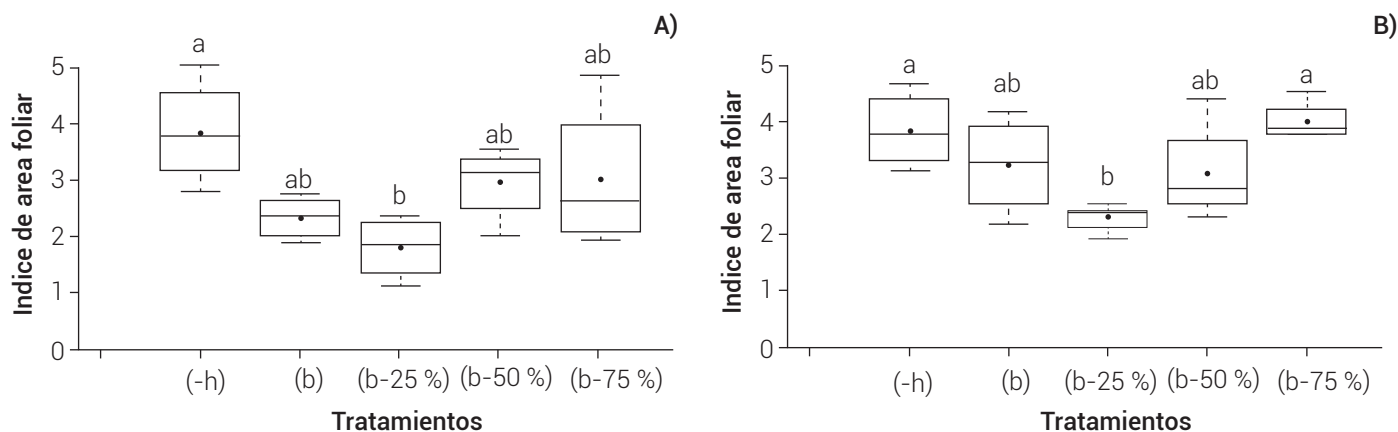 A)
Indice de area foliar
5
4
3
2
1
0
a
ab
b
ab
ab
(-h)
(b)
(b-25 %)
(b-50 %)
(b-75 %)
Tratamientos
B)
Indice de area foliar
5
4
3
2
1
0
a
ab
b
ab
a
(-h)
(b)
(b-25 %)
(b-50 %)
(b-75 %)
Tratamientos